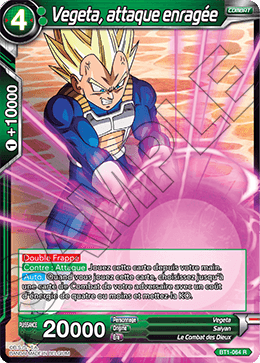 4
Vegeta, attaque enragée
COMBAT
+10000
SAMPLE
Double Frappe
Contre : Attaque Jouez cette carte depuis votre main.
Auto Quand vous jouez cette carte, choisissez jusqu'à
une carte de Combat de votre adversaire avec un coût
d'énergie de quatre ou moins et mettez-la KO.
PUISSANCE
20000
Personnage
Vegeta
Origine
Saiyan
Ère
Le Combat des Dieux
BT1-064 R